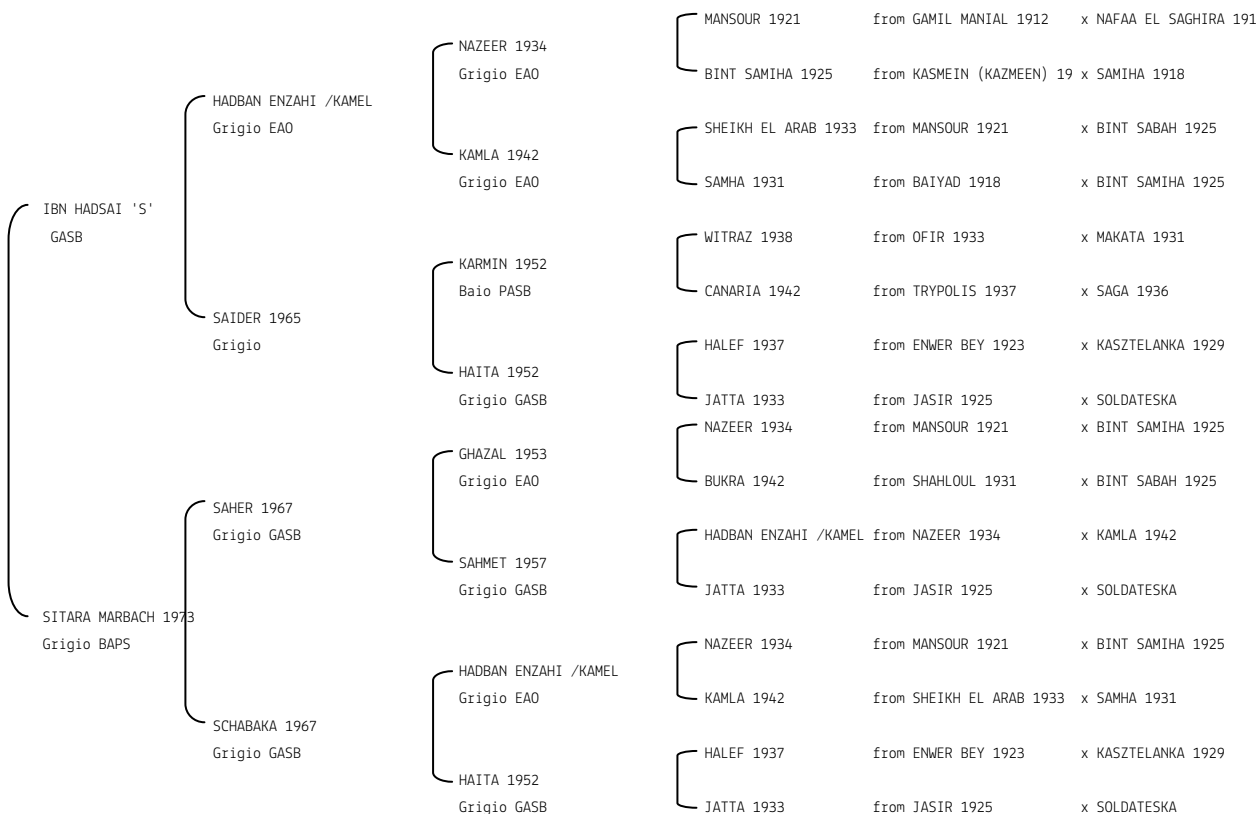 MANSOUR 1921 from GAMIL MANIAL 1912 x NAFAA EL SAGHIRA 191
NAZEER 1934
Grigio EAO BINT SAMIHA 1925 from KASMEIN (KAZMEEN) 19 x SAMIHA 1918
HADBAN ENZAHI /KAMEL
Grigio EAO SHEIKH EL ARAB 1933 from MANSOUR 1921 x BINT SABAH 1925
KAMLA 1942
Grigio EAO SAMHA 1931 from BAIYAD 1918 x BINT SAMIHA 1925
IBN HADSAI 'S'
GASB WITRAZ 1938 from OFIR 1933 x MAKATA 1931
KARMIN 1952
Baio PASB CANARIA 1942 from TRYPOLIS 1937 x SAGA 1936
SAIDER 1965
Grigio HALEF 1937 from ENWER BEY 1923 x KASZTELANKA 1929
HAITA 1952
Grigio GASB JATTA 1933 from JASIR 1925 x SOLDATESKA
NAZEER 1934 from MANSOUR 1921 x BINT SAMIHA 1925
GHAZAL 1953
Grigio EAO BUKRA 1942 from SHAHLOUL 1931 x BINT SABAH 1925
SAHER 1967
Grigio GASB HADBAN ENZAHI /KAMEL from NAZEER 1934 x KAMLA 1942
SAHMET 1957
Grigio GASB JATTA 1933 from JASIR 1925 x SOLDATESKA
SITARA MARBACH 1973
Grigio BAPS NAZEER 1934 from MANSOUR 1921 x BINT SAMIHA 1925
HADBAN ENZAHI /KAMEL
Grigio EAO KAMLA 1942 from SHEIKH EL ARAB 1933 x SAMHA 1931
SCHABAKA 1967
Grigio GASB HALEF 1937 from ENWER BEY 1923 x KASZTELANKA 1929
HAITA 1952
Grigio GASB JATTA 1933 from JASIR 1925 x SOLDATESKA